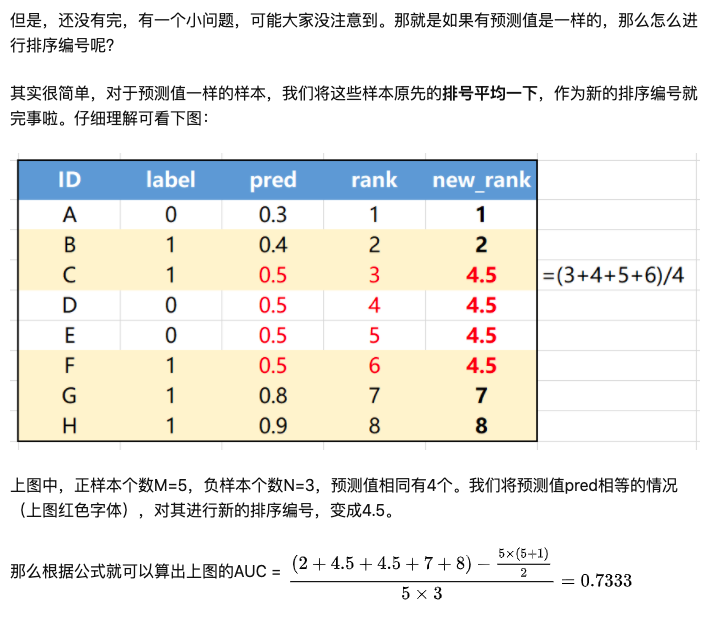 但是，还没有完，有一个小问题，可能大家没注意到。那就是如果有预测值是一样的，那么怎么进
行排序编号呢?
其实很简单，对于预测值一样的样本，我们将这些样本原先的排号平均一下，作为新的排序编号就
完事啦。仔细理解可看下图：
ID label pred rank new_rank
A 0 0.3 1 1
B 1 0.4 2 2
C 1 0.5 3 4.5 =(3+4+5+6)/4
D 0 0.5 4 4.5
E 0 0.5 5 4.5
F 1 0.5 6 4.5
G 1 0.8 7 7
H 1 0.9 8 8
上图中，正样本个数M=5，负样本个数N=3，预测值相同有4个。我们将预测值pred相等的情况
（上图红色字体），对其进行新的排序编号，变成4.5。
那么根据公式就可以算出上图的AUC = \frac{(2 + 4.5 + 4.5 + 7 + 8) - \frac{5×(5+1)}{2}}{5 × 3} = 0.7333